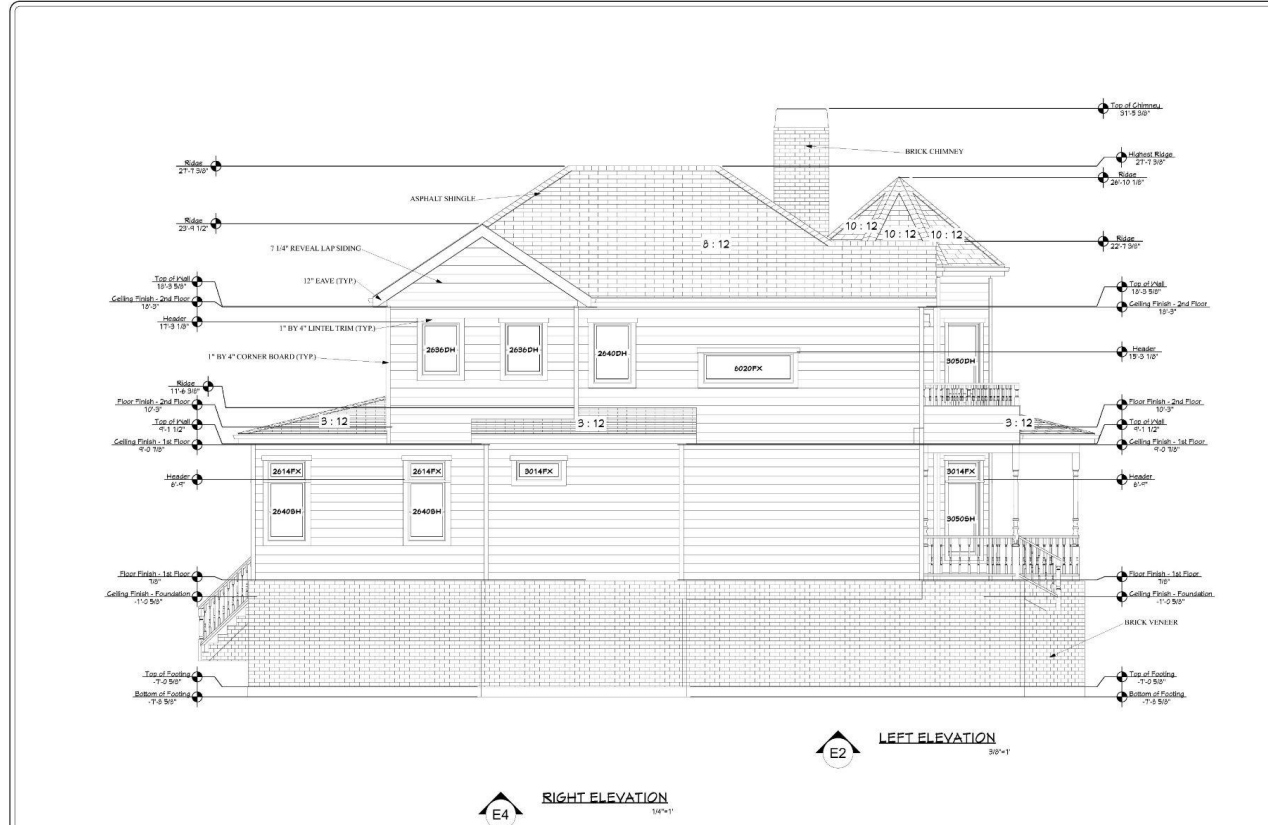 Top of Chimney
31'-5 3/8"
BRICK CHIMNEY
Ridge
27'-7 3/8"
Highest Ridge
27'-7 3/8"
Ridge
26'-10 1/8"
ASPHALT SHINGLE
Ridge
23'-9 1/2"
10 : 12
10 : 12
10 : 12
8 : 12
Ridge
22'-7 3/8"
7 1/4" REVEAL LAP SIDING
12" EAVE (TYP.)
Top of Wall
18'-3 5/8"
Top of Wall
18'-3 5/8"
Ceiling Finish - 2nd Floor
18'-3"
Ceiling Finish - 2nd Floor
18'-3"
Header
17'-3 1/8"
1" BY 4" LINTEL TRIM (TYP.)
2636DH
2636DH
2640DH
6020FX
3050DH
Header
15'-3 1/8"
1" BY 4" CORNER BOARD (TYP.)
Ridge
11'-6 3/8"
Floor Finish - 2nd Floor
10'-3"
Floor Finish - 2nd Floor
10'-3"
3 : 12
3 : 12
3 : 12
Top of Wall
9'-1 1/2"
Top of Wall
9'-1 1/2"
Ceiling Finish - 1st Floor
9'-0 7/8"
Ceiling Finish - 1st Floor
9'-0 7/8"
2614FX
2614FX
3014FX
3014FX
Header
6'-9"
Header
6'-9"
2640SH
2640SH
3050SH
Floor Finish - 1st Floor
7/8"
Floor Finish - 1st Floor
7/8"
Ceiling Finish - Foundation
-1'-0 5/8"
Ceiling Finish - Foundation
-1'-0 5/8"
BRICK VENEER
Top of Footing
-7'-0 5/8"
Top of Footing
-7'-0 5/8"
Bottom of Footing
-7'-8 5/8"
Bottom of Footing
-7'-8 5/8"
E2
LEFT ELEVATION
3/8"=1'
E4
RIGHT ELEVATION
1/4"=1'